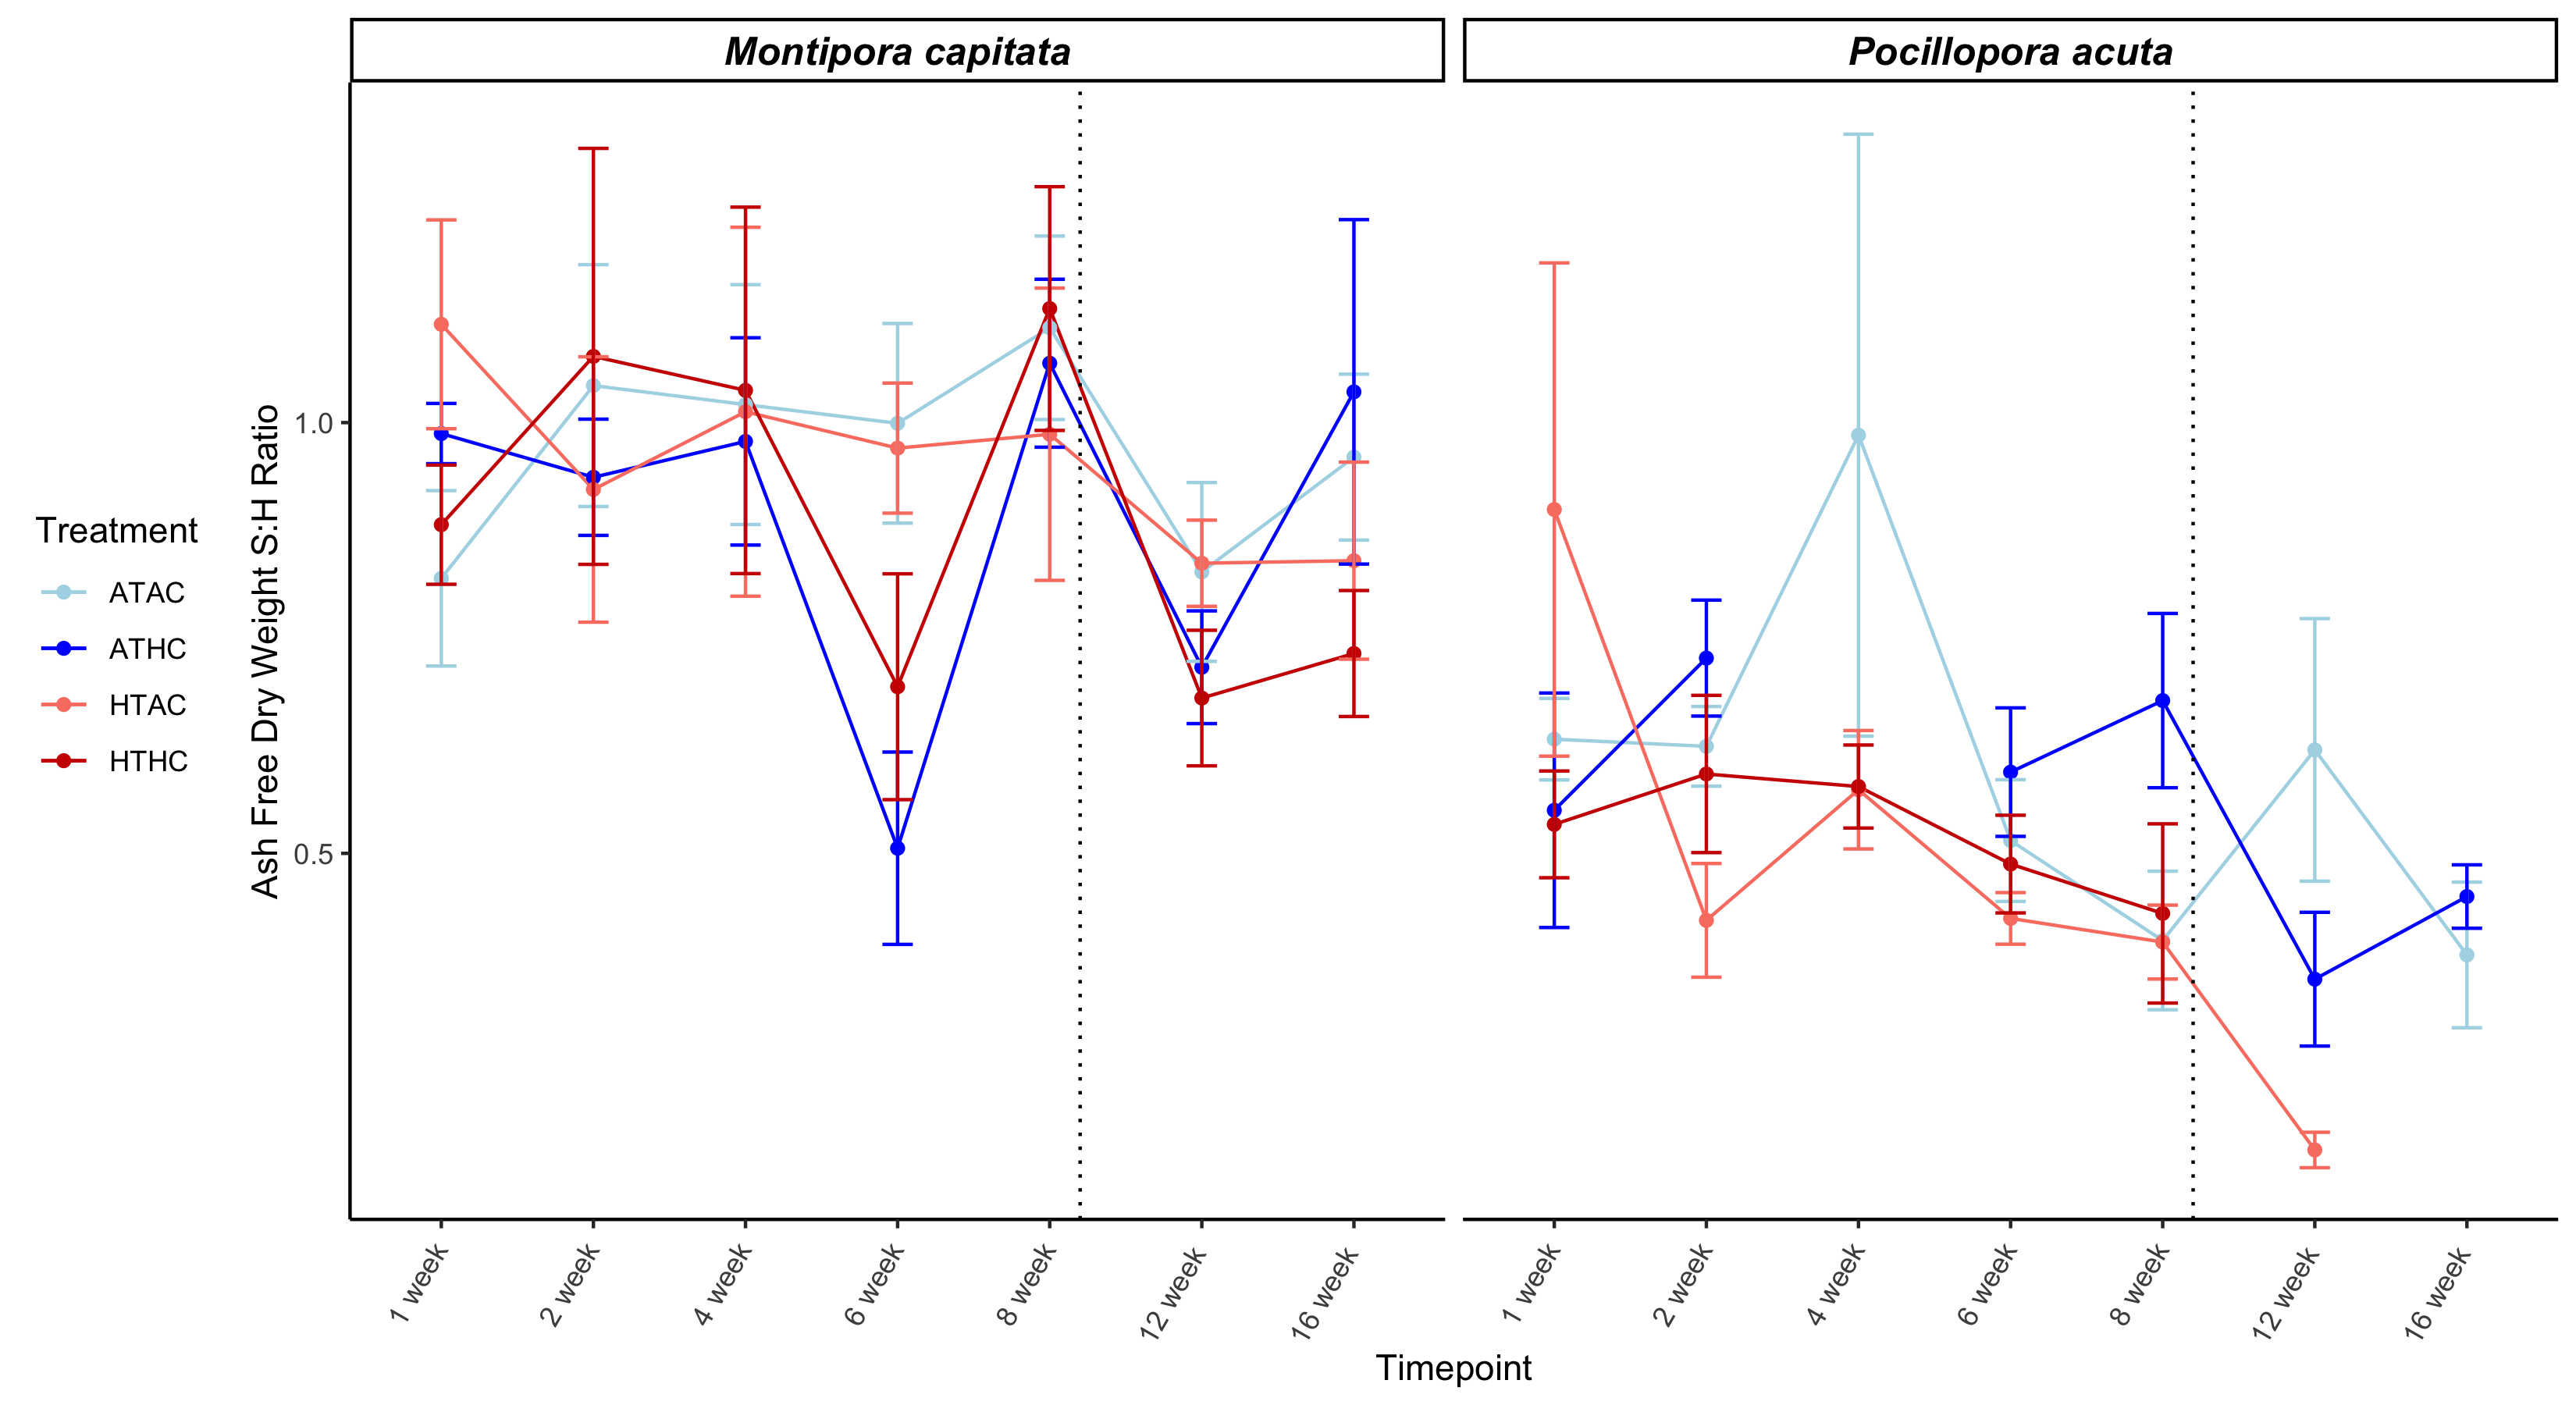 Montipora capitata
Pocillopora acuta
Ash Free Dry Weight S:H Ratio
1.0
0.5
Treatment
ATAC
ATHC
HTAC
HTHC
1 week
2 week
4 week
6 week
8 week
12 week
16 week
1 week
2 week
4 week
6 week
8 week
12 week
16 week
Timepoint